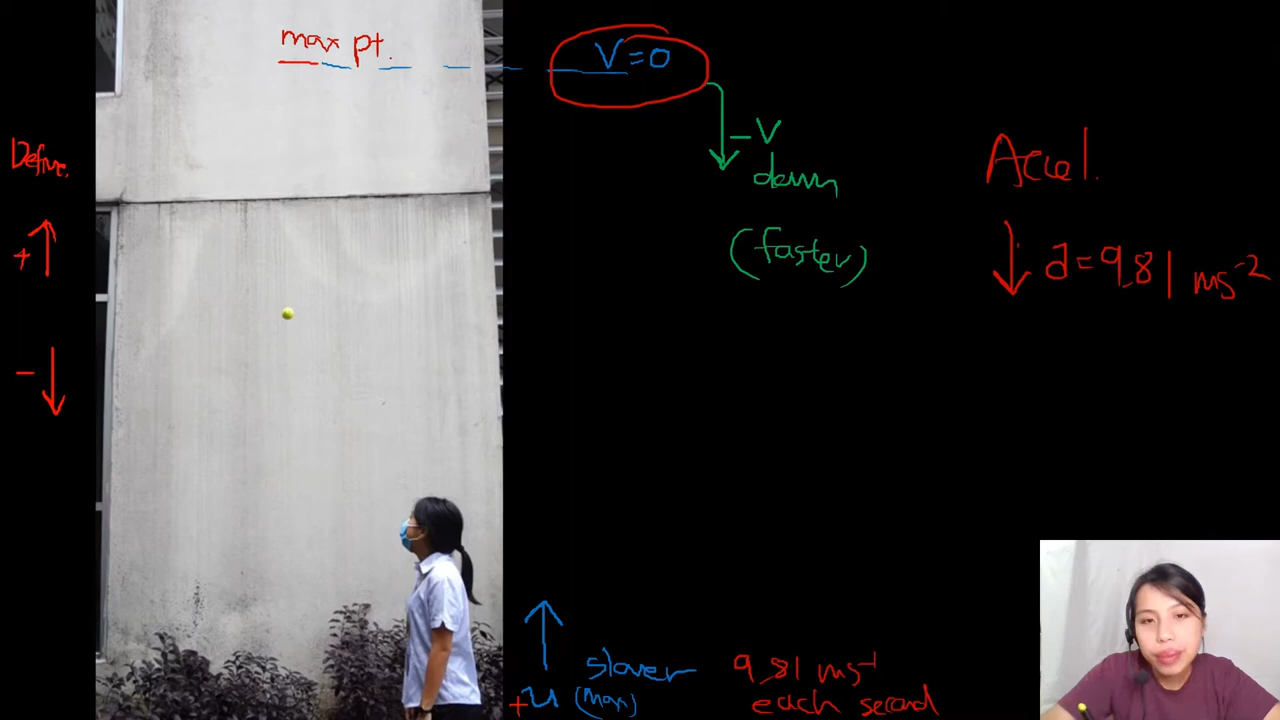 max pt.
V=0
Define.
+
-
-V
down
(faster)
Accel.
a=9.81 ms⁻²
slower
+u (max)
9.81 ms⁻¹
each second